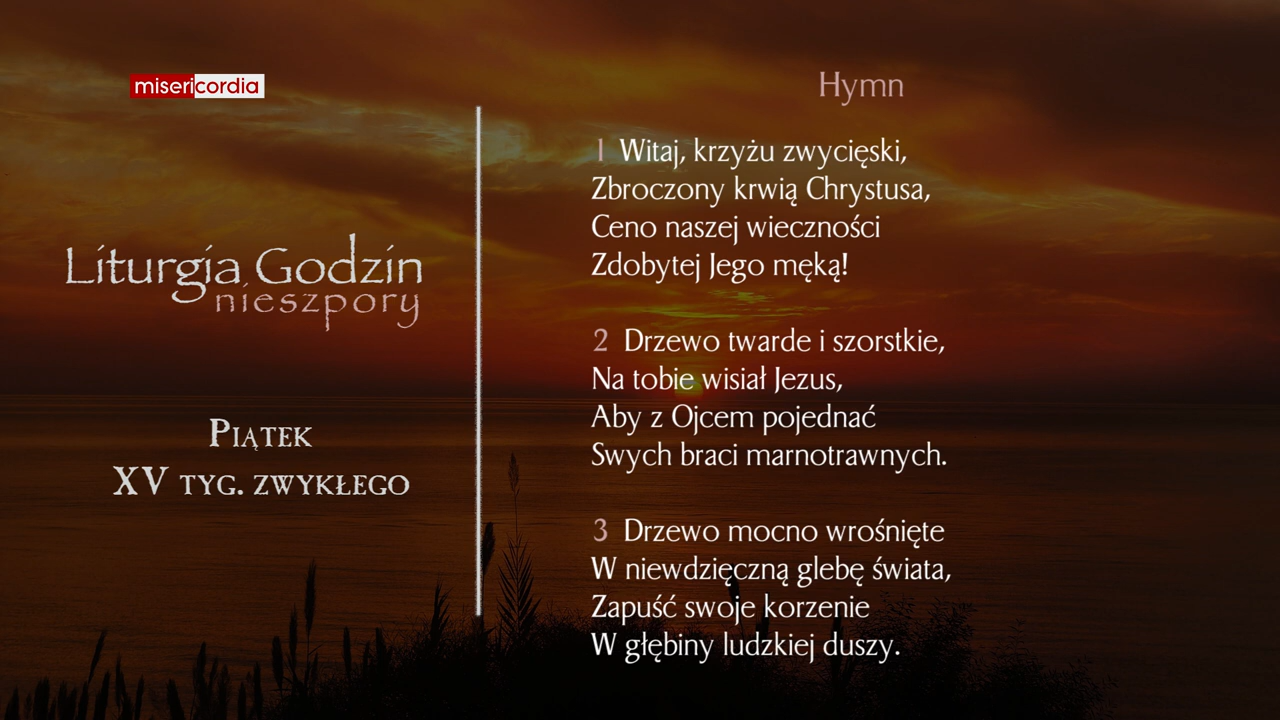 misericordia
Liturgia Godzin
nieszpory
Piątek
XV tyg. zwykłego
Hymn
1 Witaj, krzyżu zwycięski,
Zbroczony krwią Chrystusa,
Ceno naszej wieczności
Zdobytej Jego męką!
2 Drzewo twarde i szorstkie,
Na tobie wisiał Jezus,
Aby z Ojcem pojednać
Swych braci marnotrawnych.
3 Drzewo mocno wrośnięte
W niewdzięczną glebę świata,
Zapuść swoje korzenie
W głębiny ludzkiej duszy.